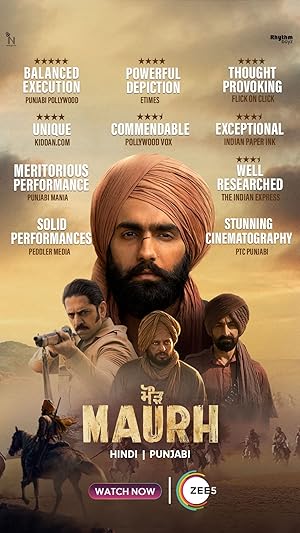 N
Rhythm
boyz
BALANCED
EXECUTION
PUNJABI POLLYWOOD
POWERFUL
DEPICTION
ETIMES
THOUGHT
PROVOKING
FLICK ON CLICK
UNIQUE
KIDDAN.COM
COMMENDABLE
POLLYWOOD VOX
EXCEPTIONAL
INDIAN PAPER INK
MERITORIOUS
PERFORMANCE
PUNJABI MANIA
WELL
RESEARCHED
THE INDIAN EXPRESS
SOLID
PERFORMANCES
PEDDLER MEDIA
STUNNING
CINEMATOGRAPHY
PTC PUNJABI
ਮੌੜ
MAURH
HINDI | PUNJABI
WATCH NOW
ZEE5